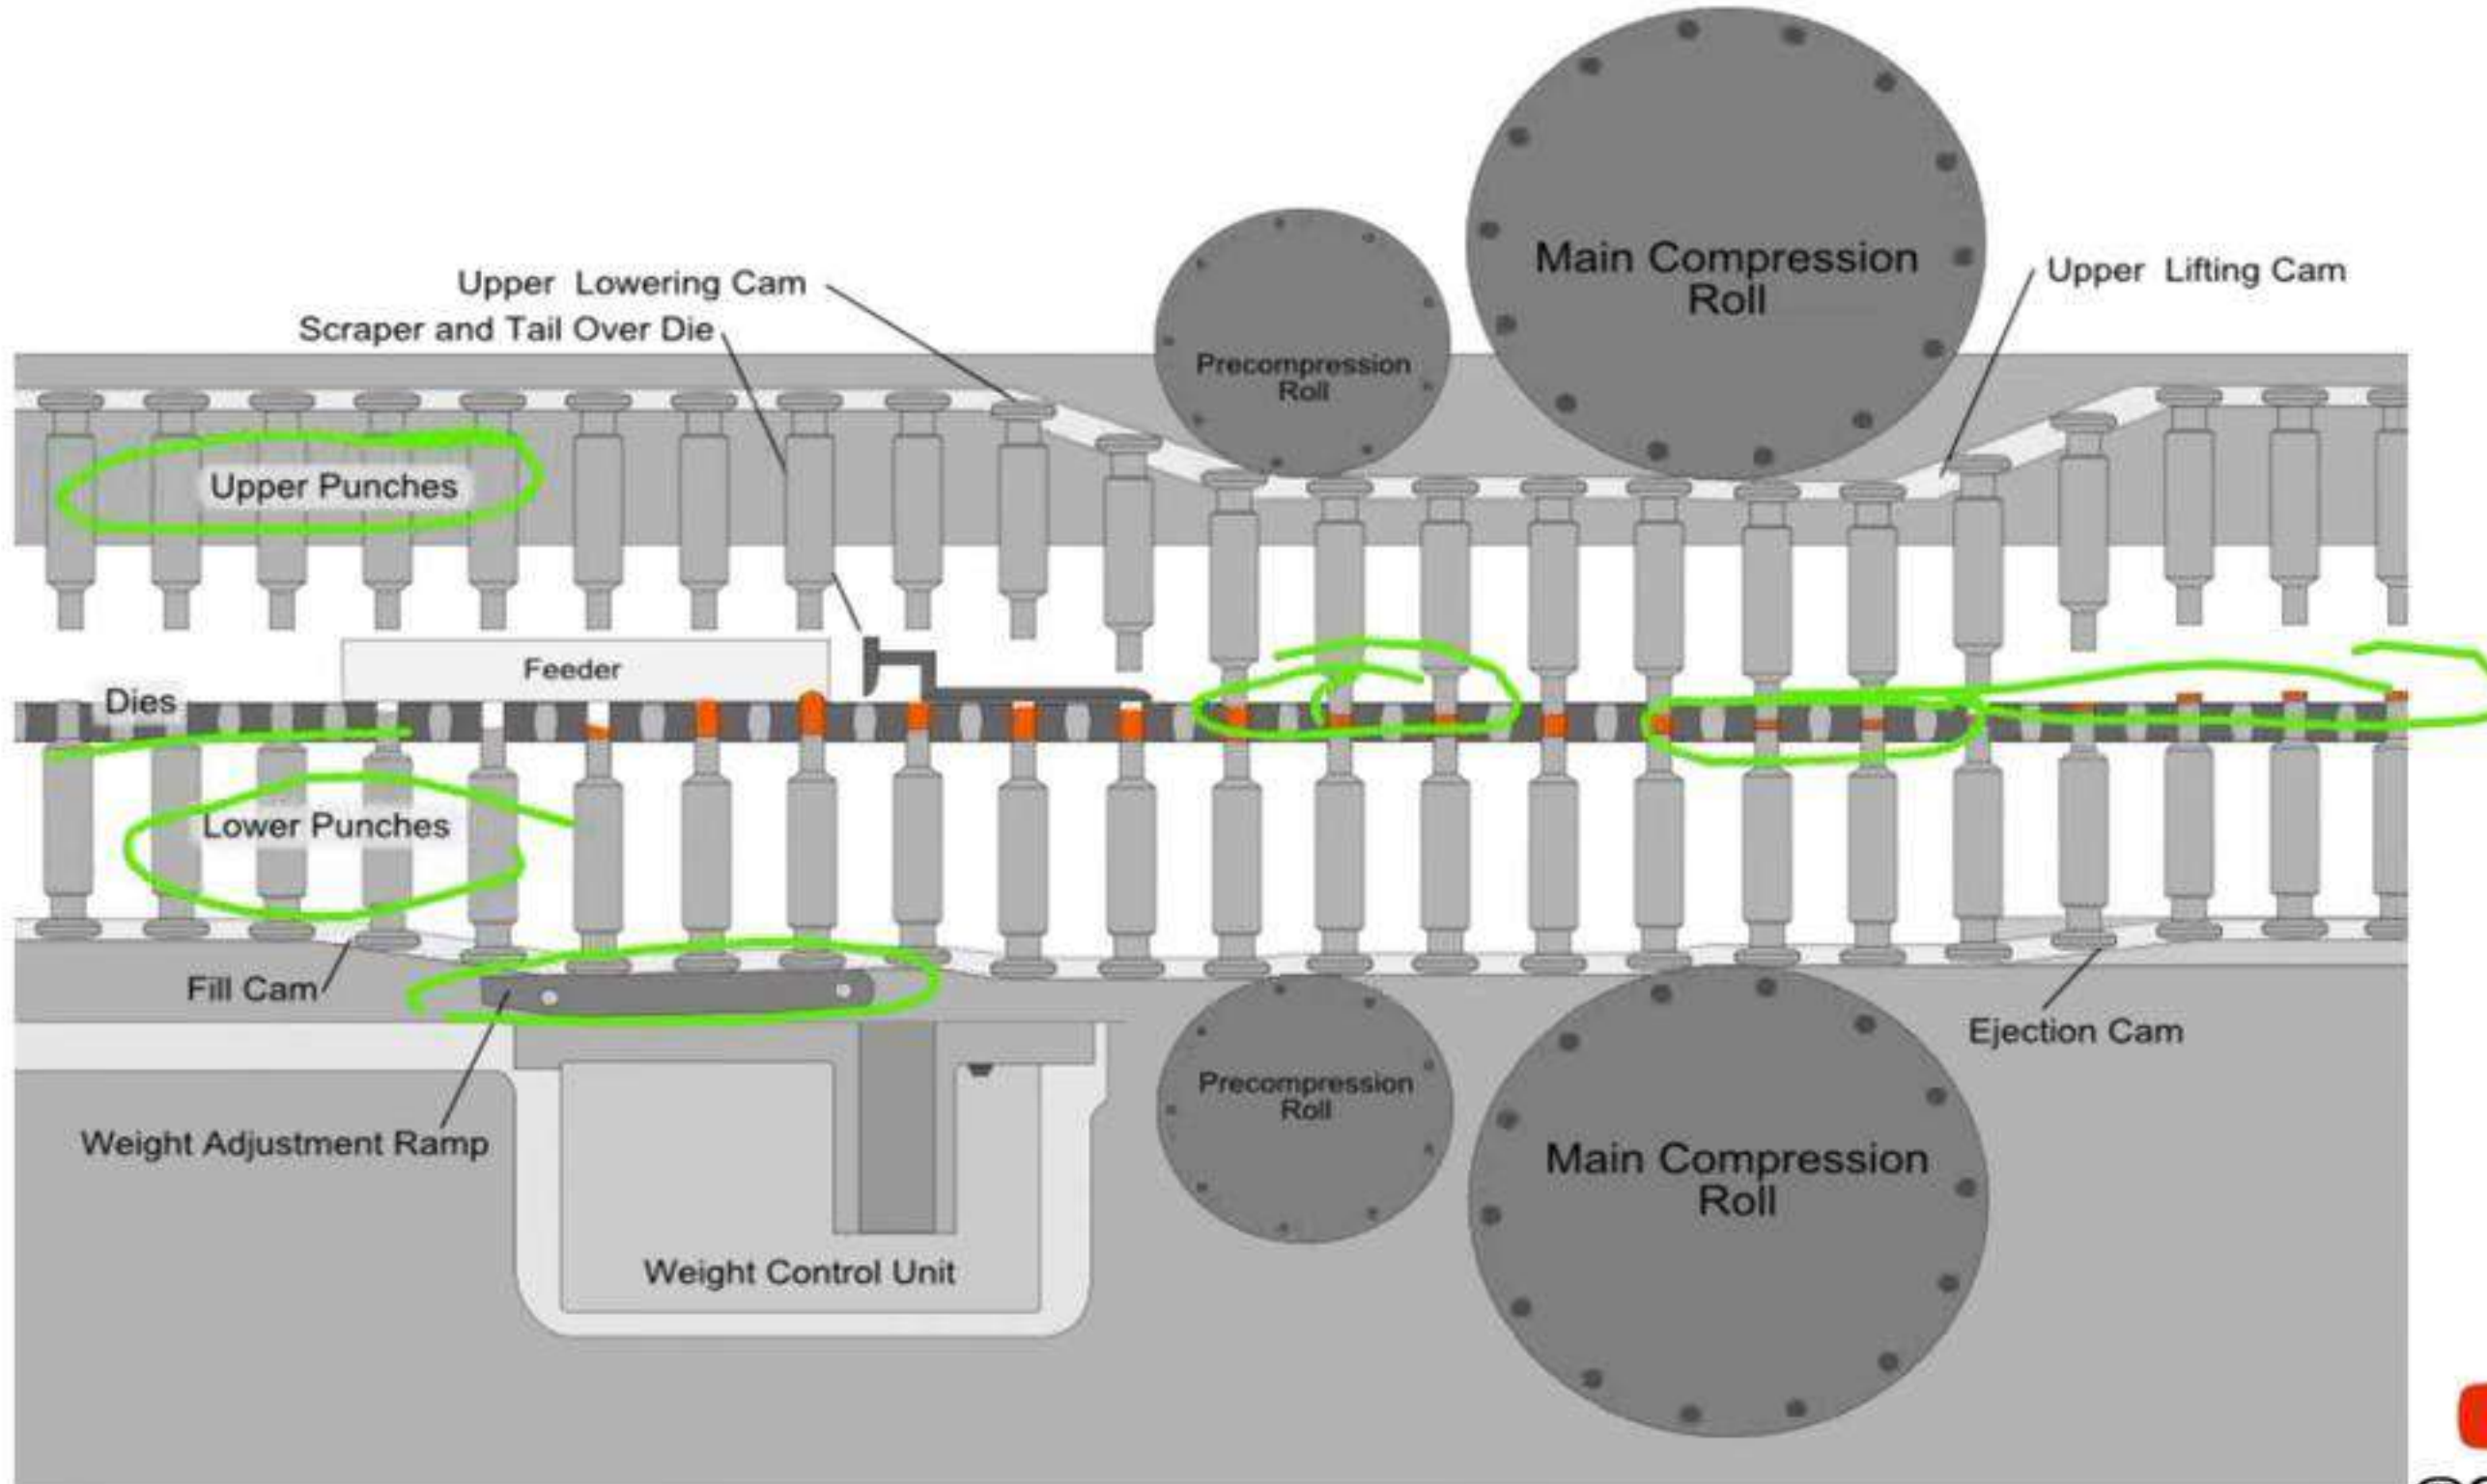 Upper Lowering Cam
Scraper and Tail Over Die
Main Compression
Roll
Upper Lifting Cam
Precompression
Roll
Upper Punches
Feeder
Dies
Lower Punches
Fill Cam
Ejection Cam
Weight Adjustment Ramp
Precompression
Roll
Main Compression
Roll
Weight Control Unit